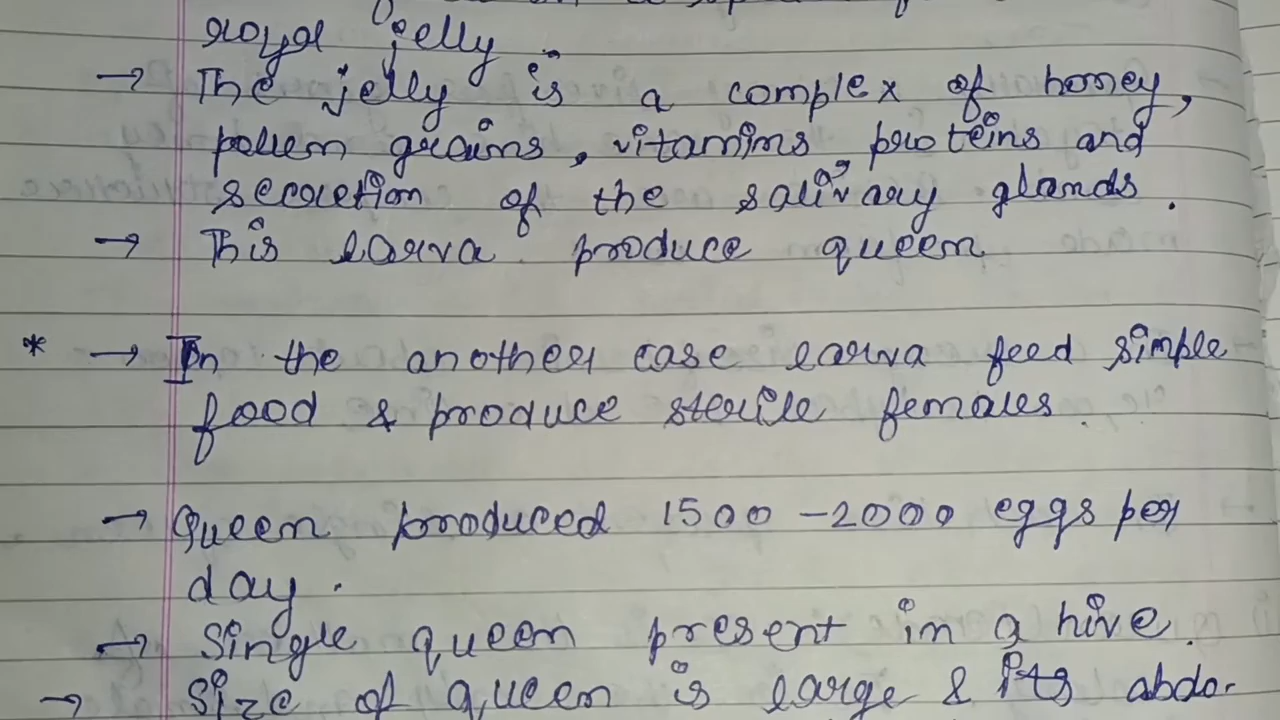 royal jelly.
→ The jelly is a complex of honey,
pollen grains, vitamins proteins and
secretion of the salivary glands.
→ This larva produce queen
* → In the another case larva feed simple
food & produce sterile females.
→ Queen produced 1500-2000 eggs per
day.
→ Single queen present in a hive.
→ Size of queen is large & its abdo-